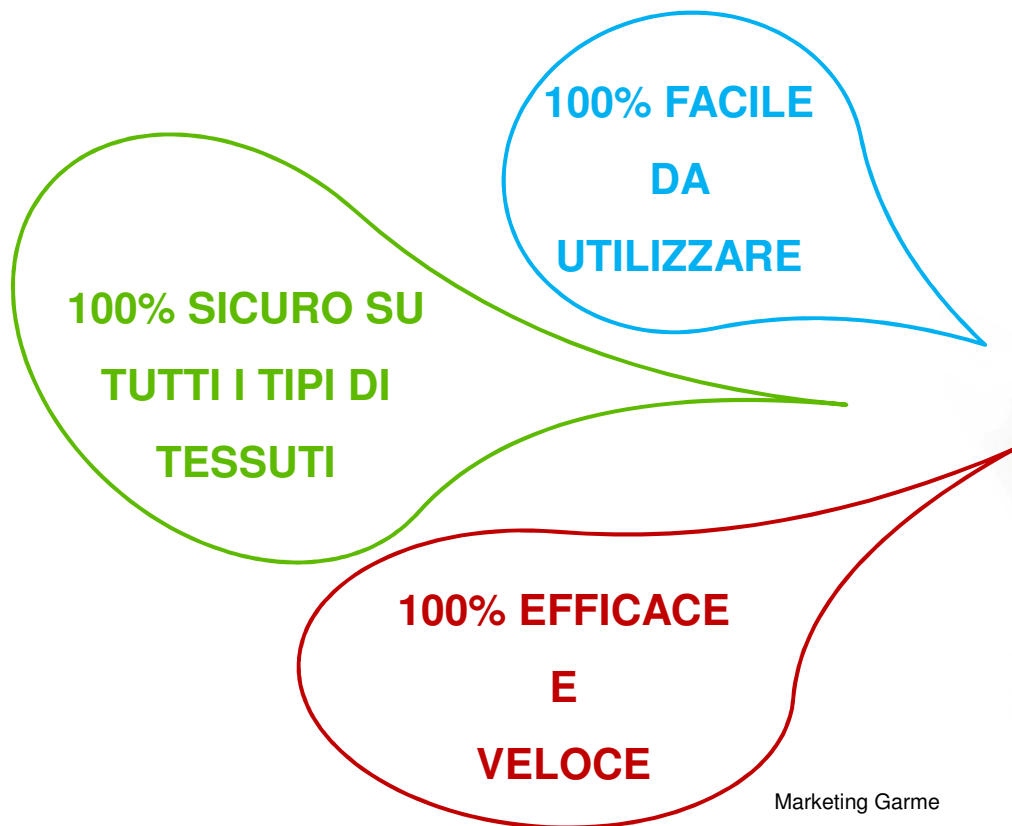 100% FACILE
DA
UTILIZZARE
100% SICURO SU
TUTTI I TIPI DI
TESSUTI
100% EFFICACE
E
VELOCE
Marketing Garme